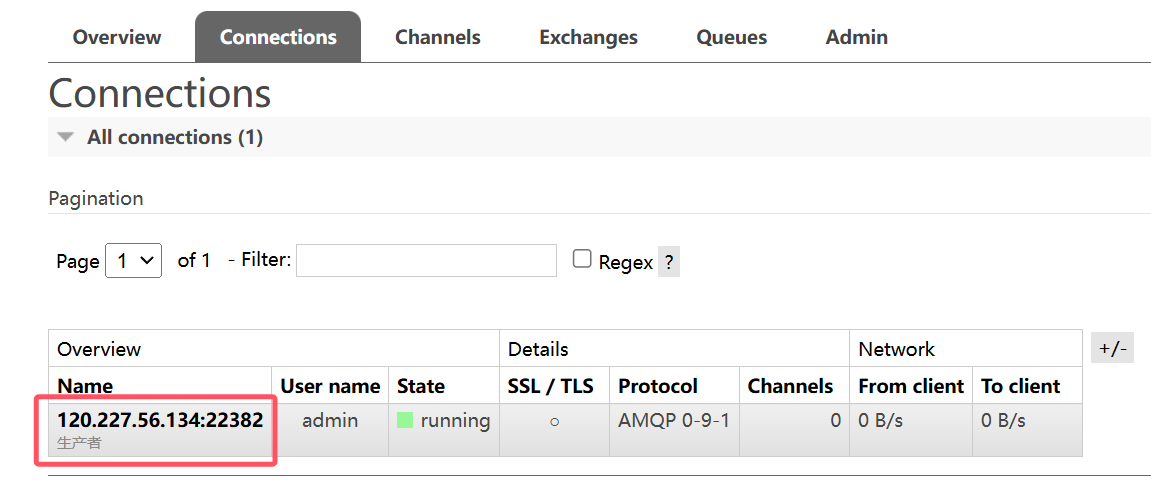 Overview Connections Channels Exchanges Queues Admin
Connections
All connections (1)
Pagination
Page 1 of 1 - Filter: Regex ?
Overview Details Network +/-
Name User name State SSL / TLS Protocol Channels From client To client
120.227.56.134:22382 admin running ○ AMQP 0-9-1 0 0 B/s 0 B/s
生产者